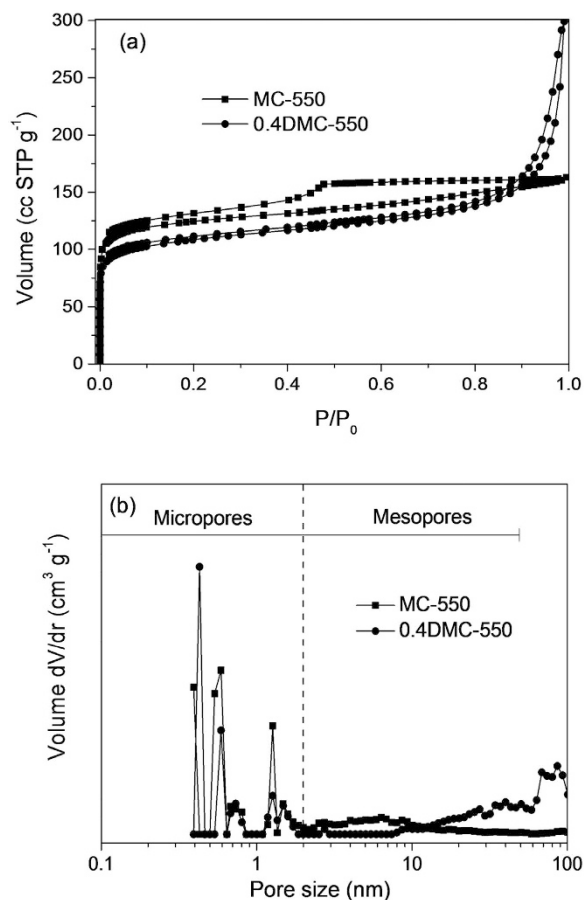 (a)
300
250
200
150
100
50
0
Volume (cc STP g⁻¹)
MC-550
0.4DMC-550
0.0 0.2 0.4 0.6 0.8 1.0
P/P₀
(b)
Micropores Mesopores
Volume dV/dr (cm³ g⁻¹)
MC-550
0.4DMC-550
0.1 1 10 100
Pore size (nm)